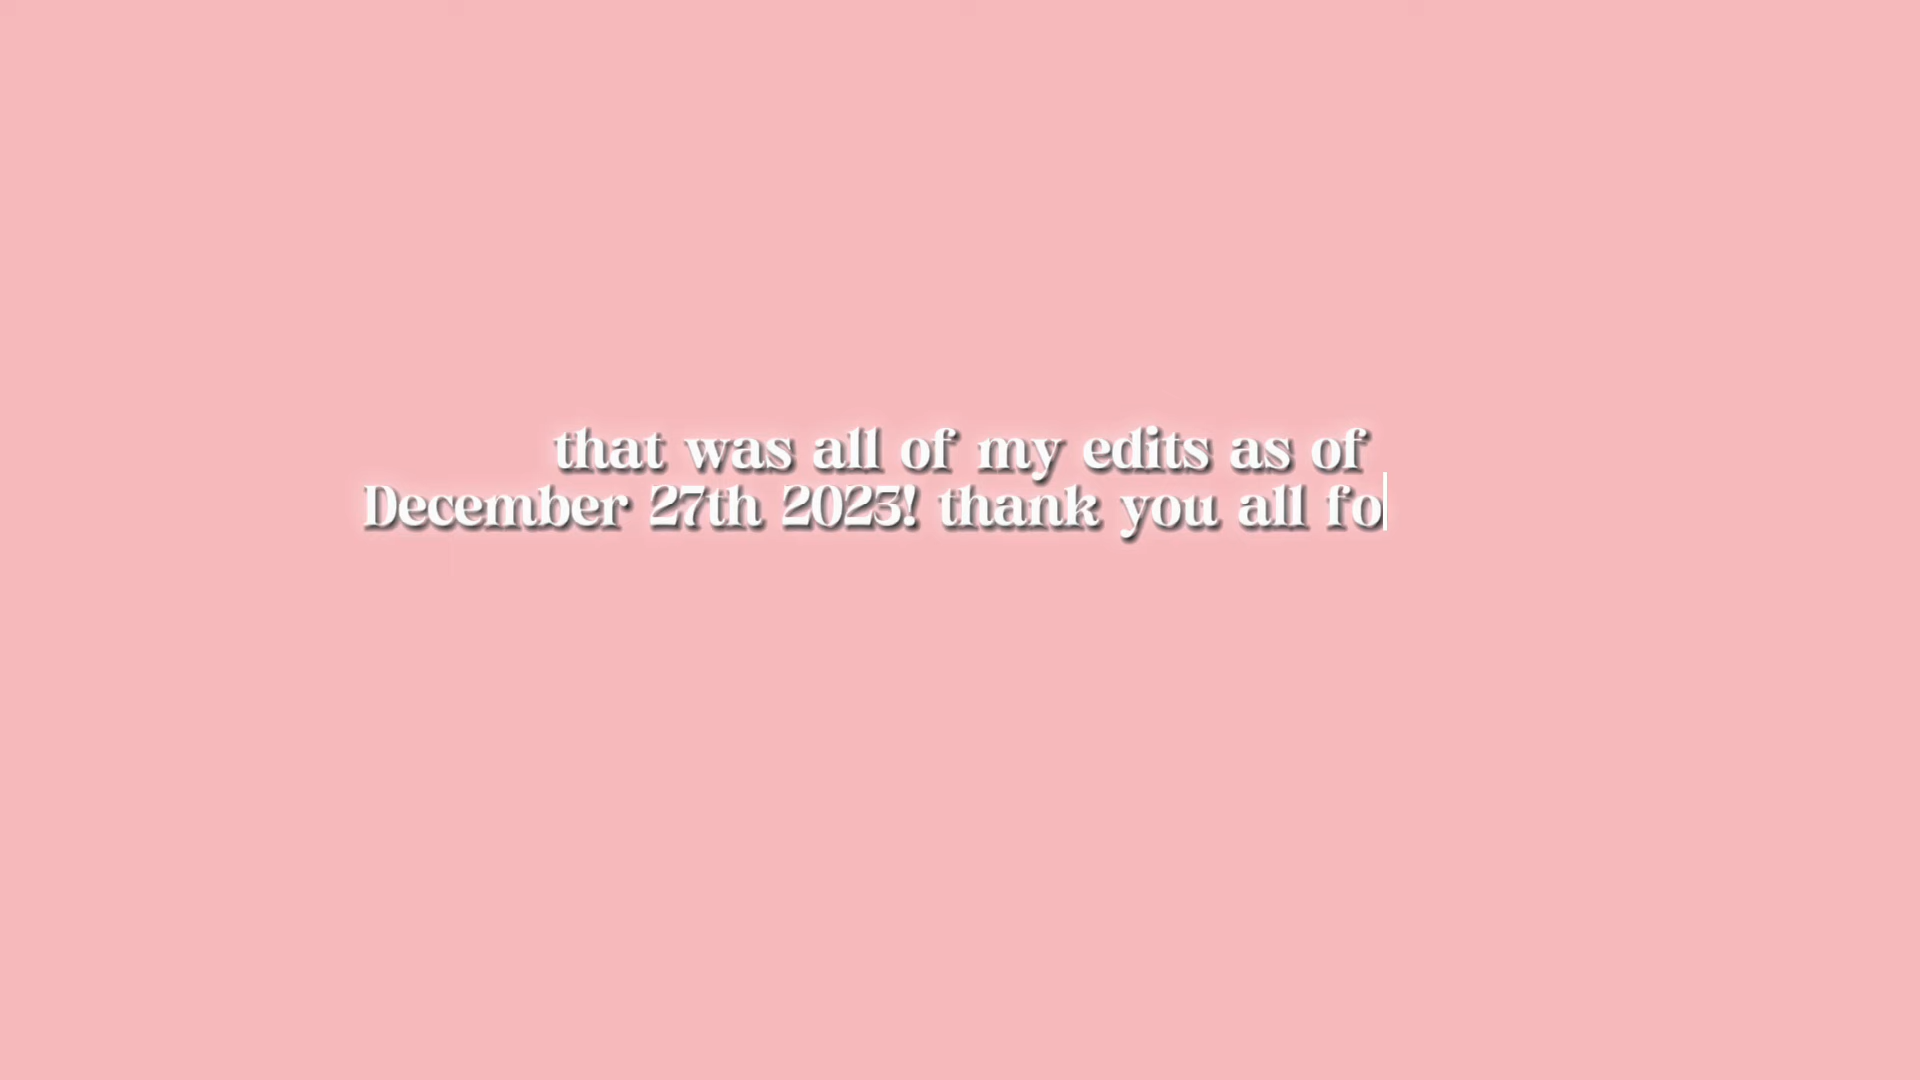 that was all of my edits as of
December 27th 2023! thank you all fo